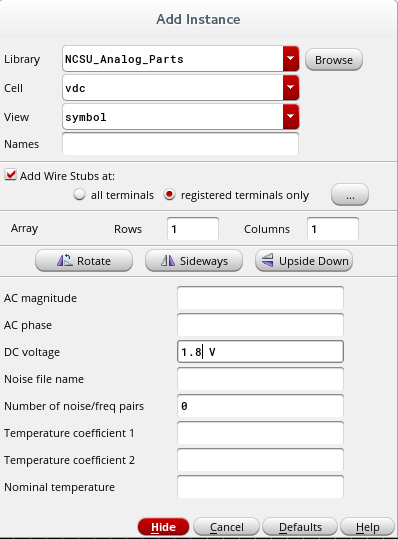 Add Instance
Library NCSU_Analog_Parts Browse
Cell vdc
View symbol
Names
Add Wire Stubs at:
all terminals registered terminals only ...
Array Rows 1 Columns 1
Rotate Sideways Upside Down
AC magnitude
AC phase
DC voltage 1.8 V
Noise file name
Number of noise/freq pairs 0
Temperature coefficient 1
Temperature coefficient 2
Nominal temperature
Hide Cancel Defaults Help